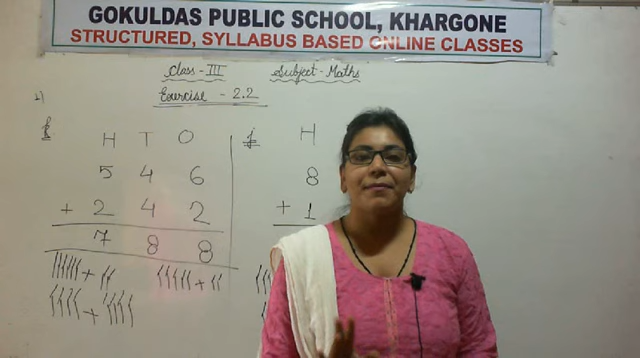 GOKULDAS PUBLIC SCHOOL, KHARGONE
STRUCTURED, SYLLABUS BASED ONLINE CLASSES
Class-III Subject-Maths
Exercise - 2.2
H T O H
5 4 6 8
+ 2 4 2 + 1
7 8 8